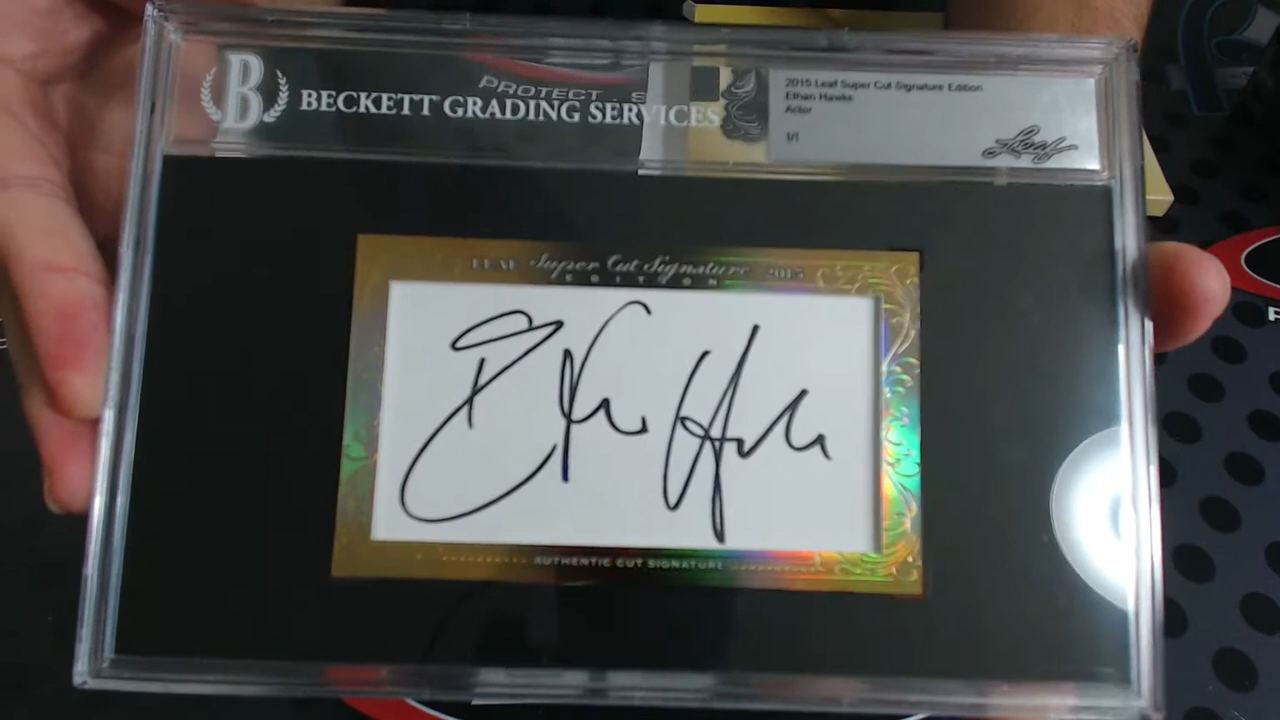 PROTECT
B BECKETT GRADING SERVICES
2015 Leaf Super Cut Signature Edition
Ethan Hawke
Actor
1/1
Leaf
LEAF Super Cut Signature 2015
EDITION
AUTHENTIC CUT SIGNATURE